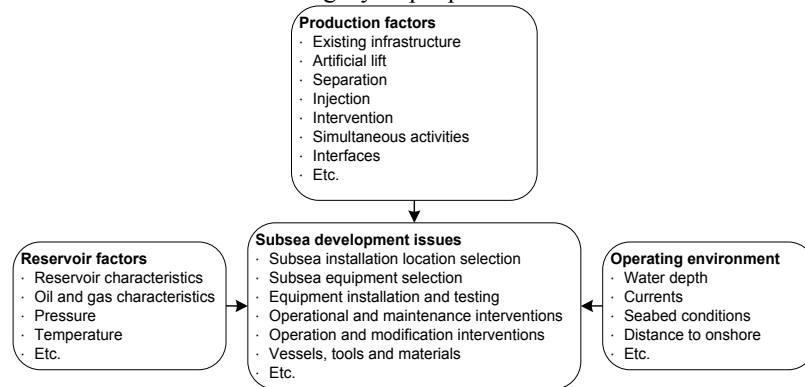 Production factors
· Existing infrastructure
· Artificial lift
· Separation
· Injection
· Intervention
· Simultaneous activities
· Interfaces
· Etc.
Reservoir factors
· Reservoir characteristics
· Oil and gas characteristics
· Pressure
· Temperature
· Etc.
Subsea development issues
· Subsea installation location selection
· Subsea equipment selection
· Equipment installation and testing
· Operational and maintenance interventions
· Operation and modification interventions
· Vessels, tools and materials
· Etc.
Operating environment
· Water depth
· Currents
· Seabed conditions
· Distance to onshore
· Etc.